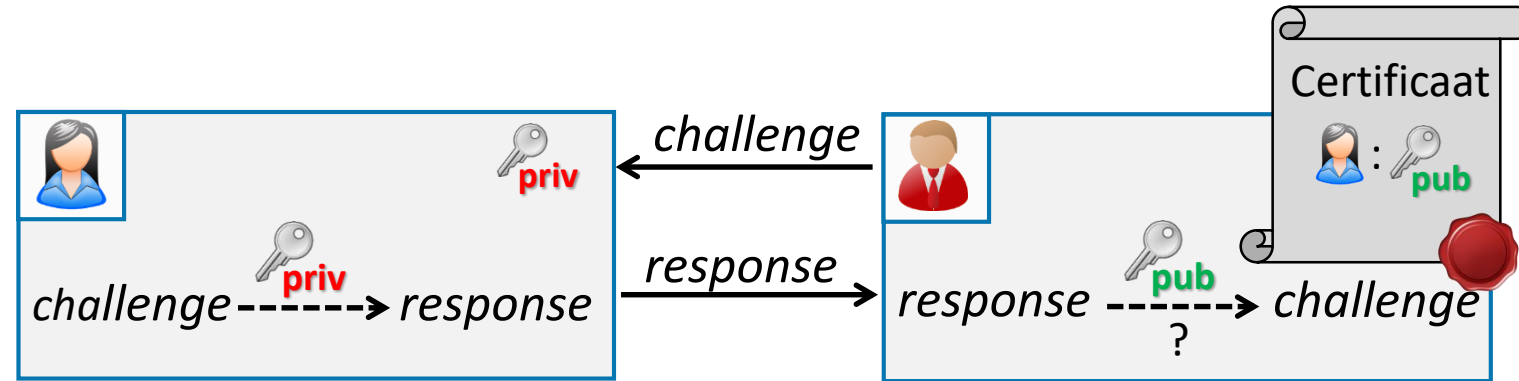 Certificaat
: pub
priv
challenge
priv
challenge response
response
pub
response challenge
?